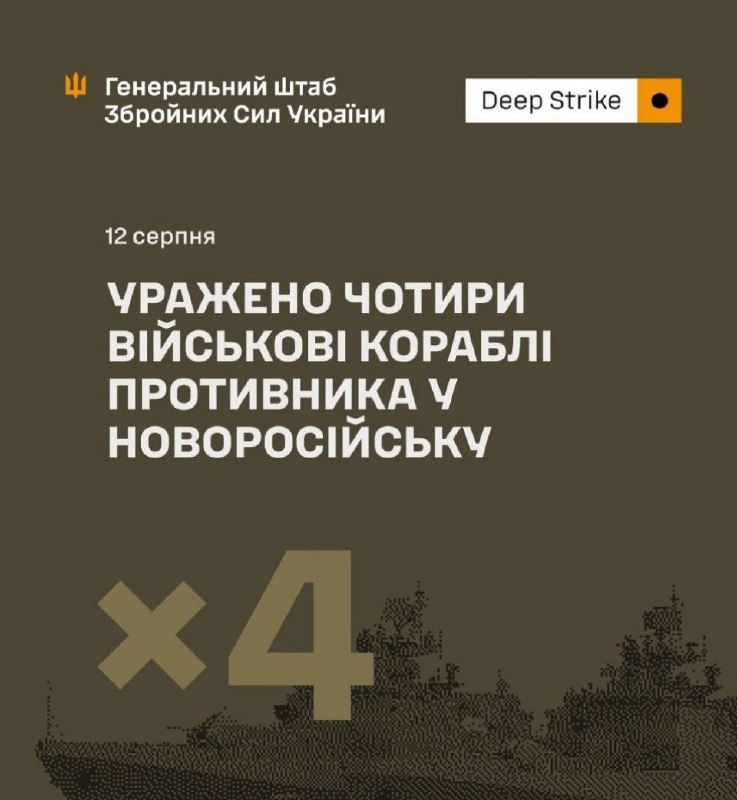 Генеральний штаб
Збройних Сил України
Deep Strike
12 серпня
УРАЖЕНО ЧОТИРИ
ВІЙСЬКОВІ КОРАБЛІ
ПРОТИВНИКА У
НОВОРОСІЙСЬКУ
×4